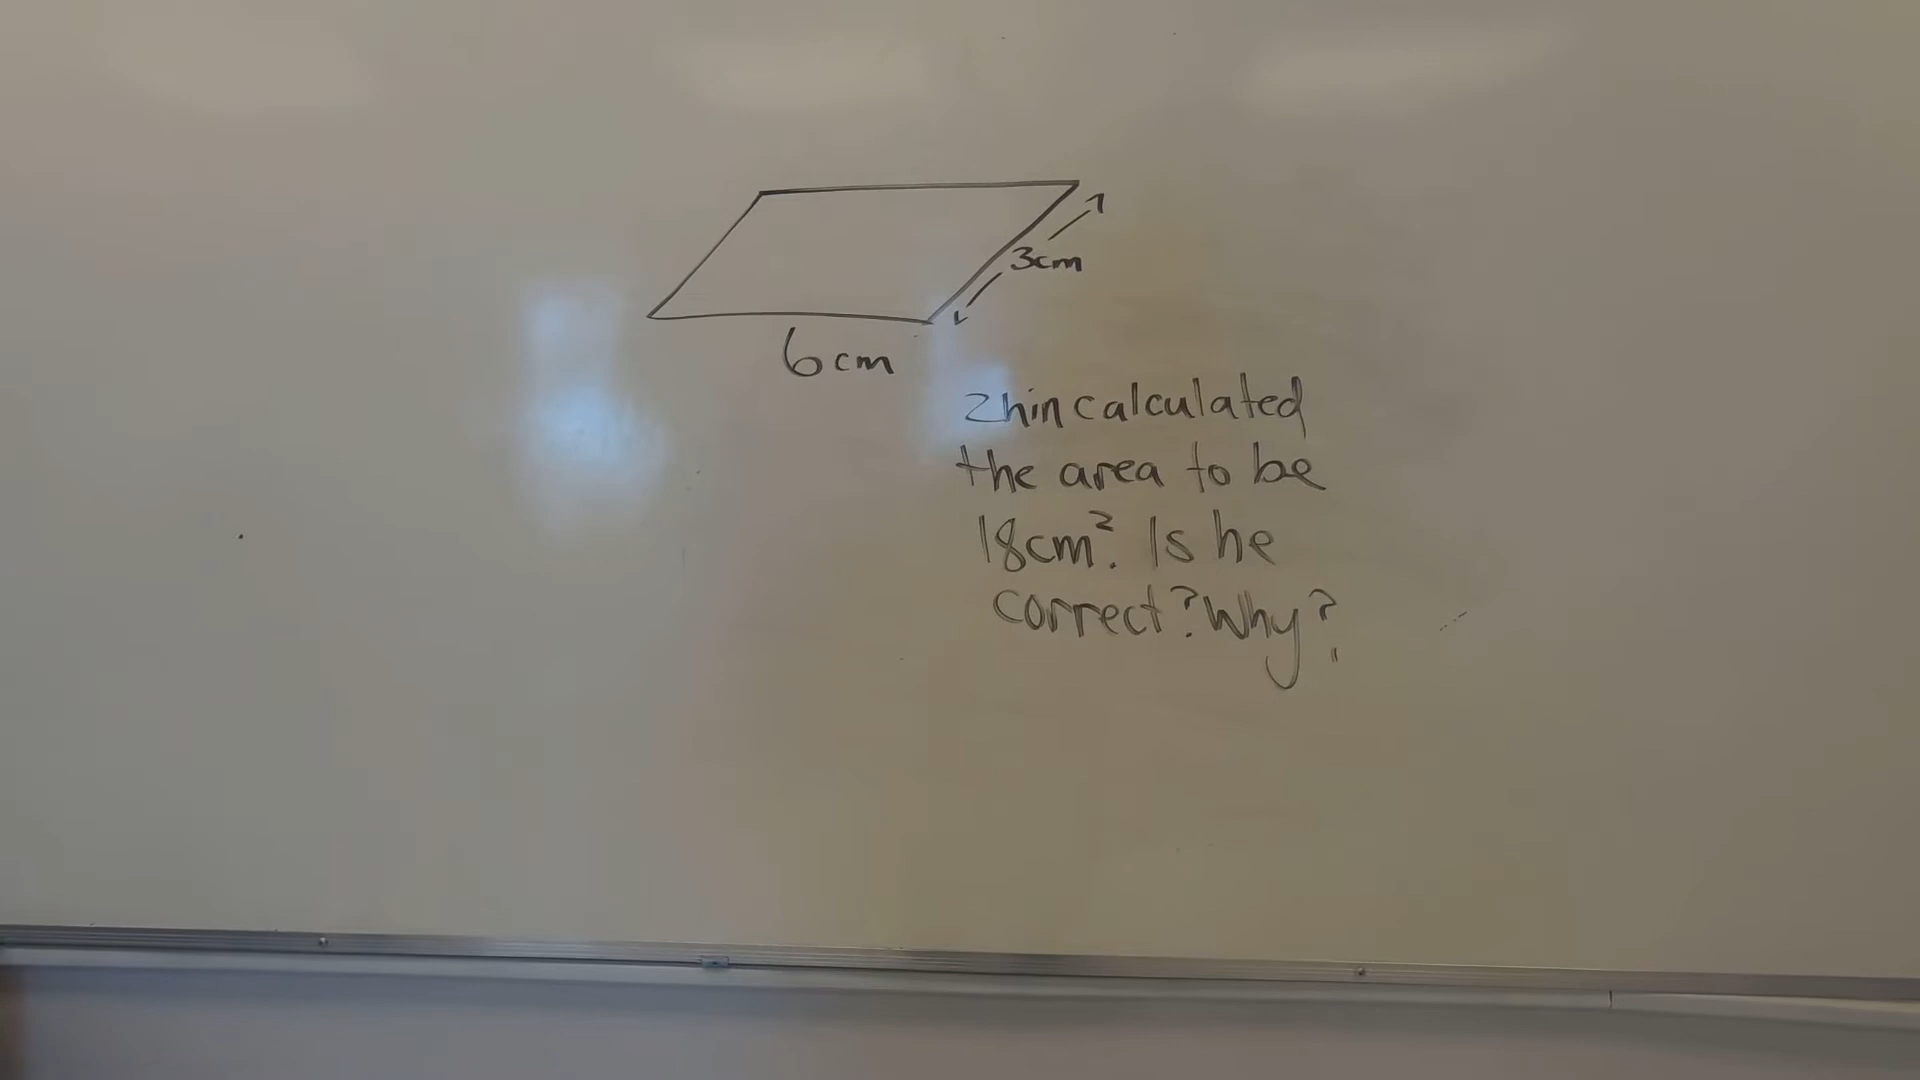 3cm
6cm
Zhin calculated
the area to be
18cm². Is he
correct? Why?